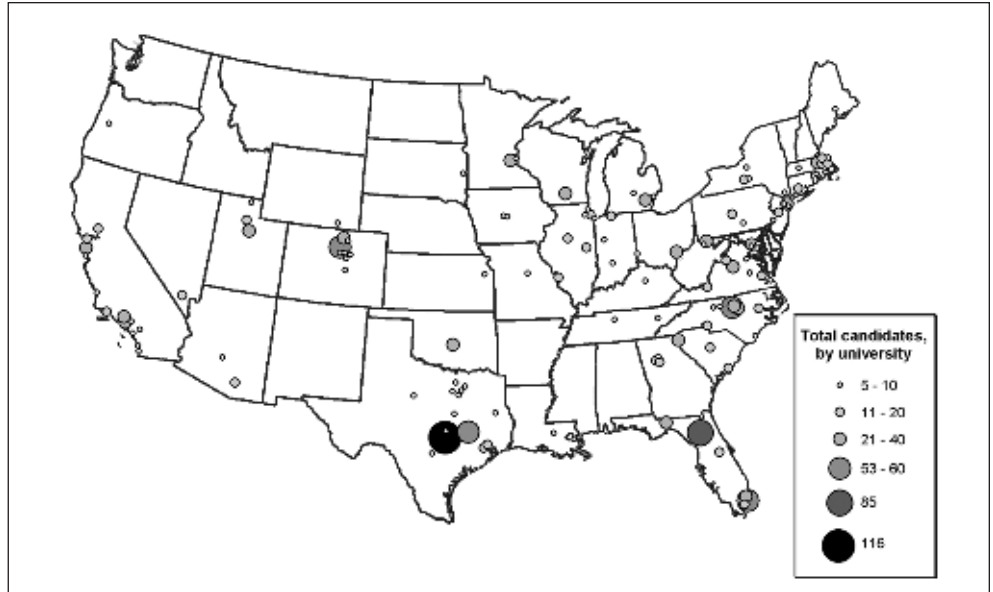 Total candidates,
by university
5 - 10
11 - 20
21 - 40
53 - 60
85
116